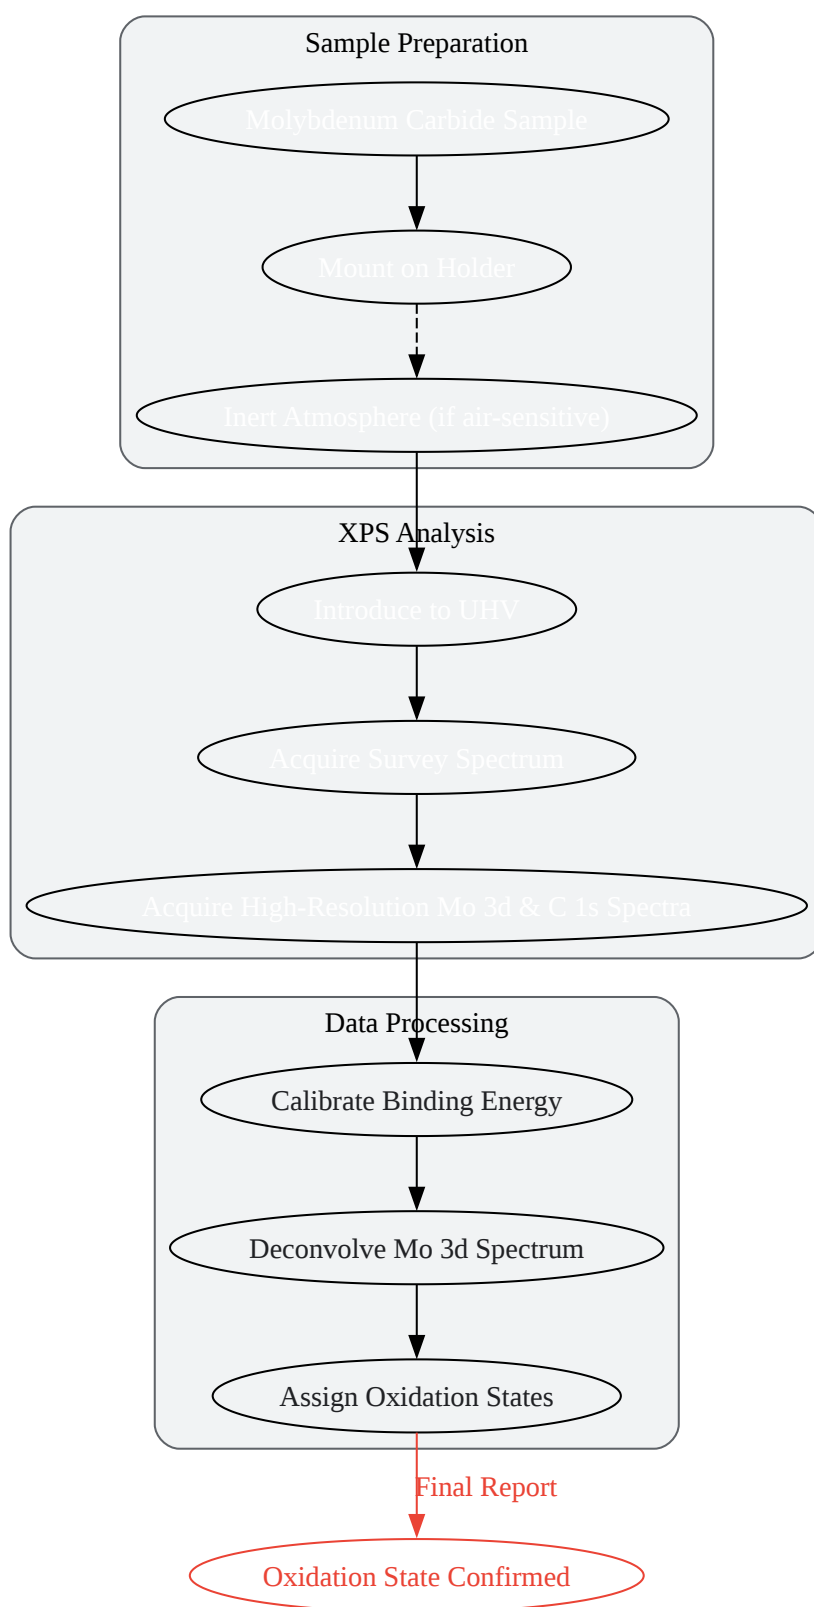 Sample Preparation
Molybdenum Carbide Sample
Mount on Holder
Inert Atmosphere (if air-sensitive)
XPS Analysis
Introduce to UHV
Acquire Survey Spectrum
Acquire High-Resolution Mo 3d & C 1s Spectra
Data Processing
Calibrate Binding Energy
Deconvolve Mo 3d Spectrum
Assign Oxidation States
Final Report
Oxidation State Confirmed